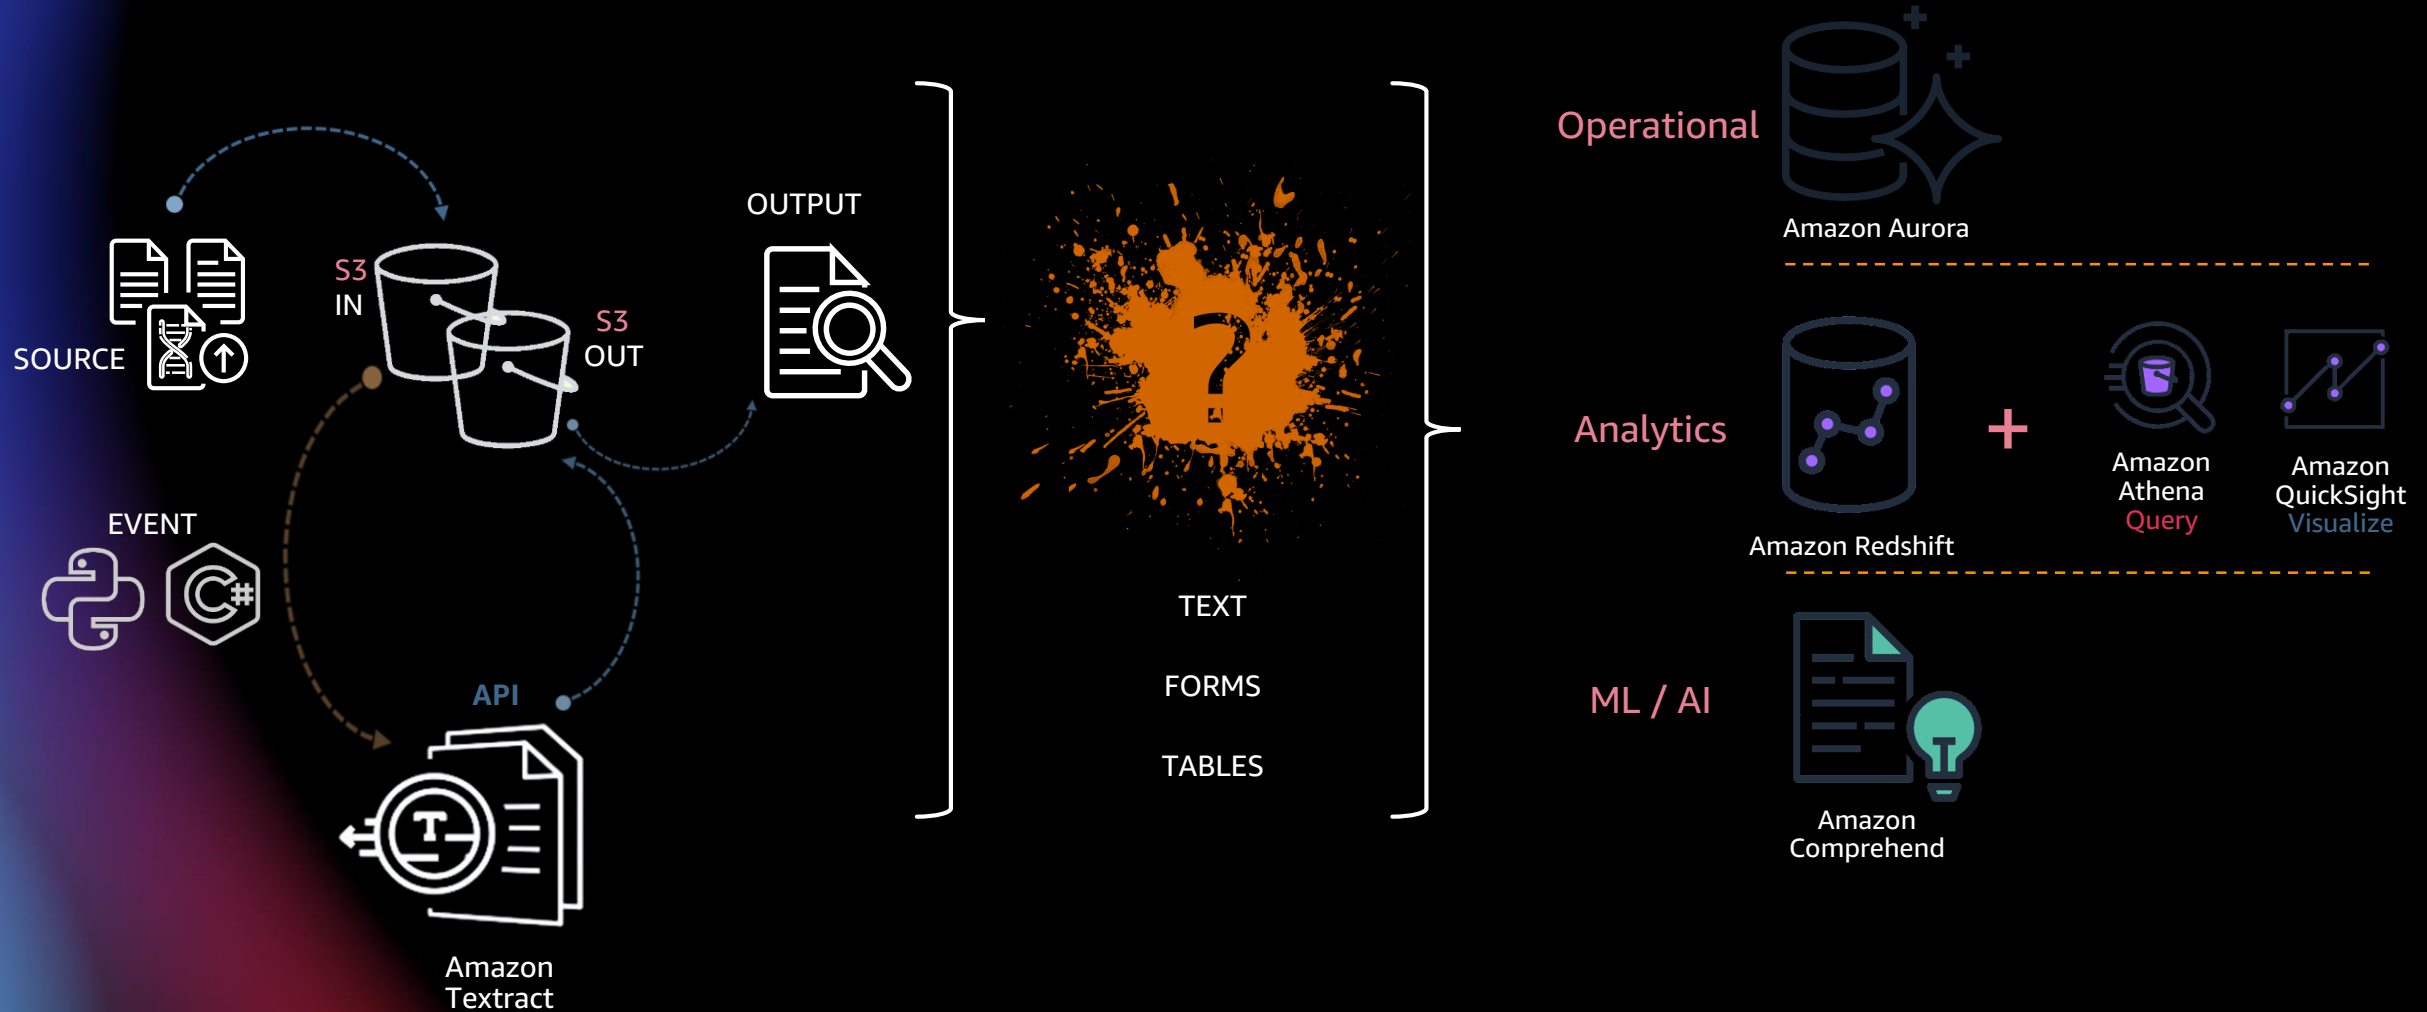 SOURCE
S3
IN
S3
OUT
OUTPUT
EVENT
C#
API
T
Amazon
Textract
?
TEXT
FORMS
TABLES
Operational
Amazon Aurora
Analytics
Amazon Redshift
+
Amazon
Athena
Query
Amazon
QuickSight
Visualize
ML / AI
Amazon
Comprehend